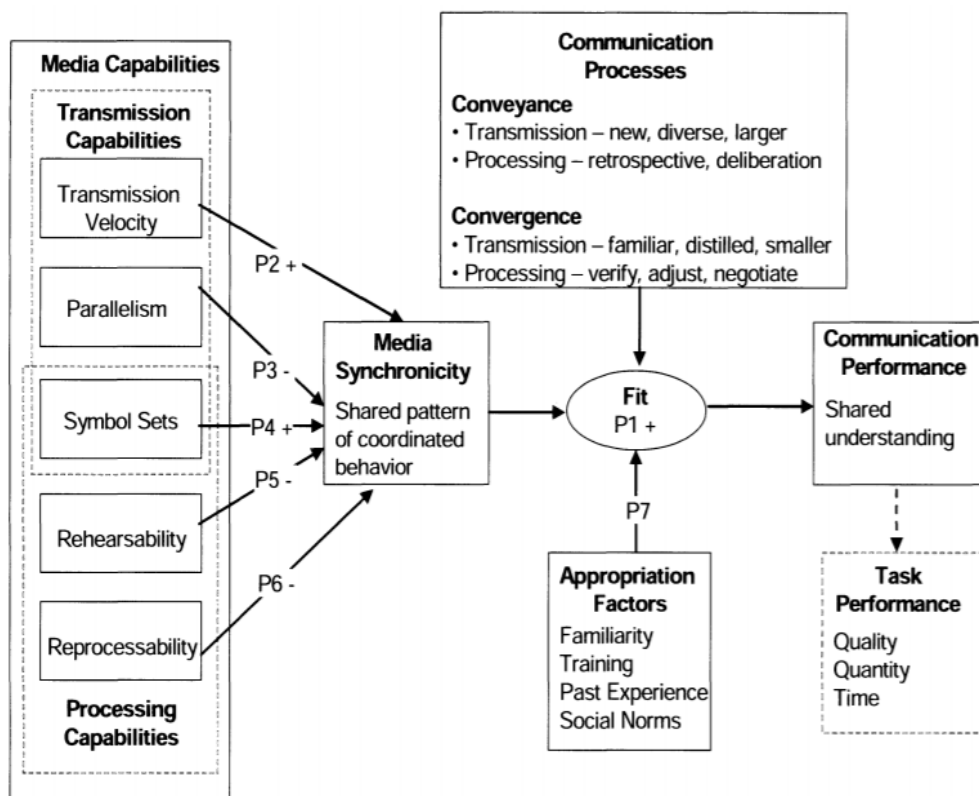 Media Capabilities
Transmission
Capabilities
Transmission
Velocity
Parallelism
Symbol Sets
Rehearsability
Reprocessability
Processing
Capabilities
P2 +
P3 -
P4 +
P5 -
P6 -
Media
Synchronicity
Shared pattern
of coordinated
behavior
Communication
Processes
Conveyance
• Transmission – new, diverse, larger
• Processing – retrospective, deliberation
Convergence
• Transmission – familiar, distilled, smaller
• Processing – verify, adjust, negotiate
Fit
P1 +
P7
Appropriation
Factors
Familiarity
Training
Past Experience
Social Norms
Communication
Performance
Shared
understanding
Task
Performance
Quality
Quantity
Time